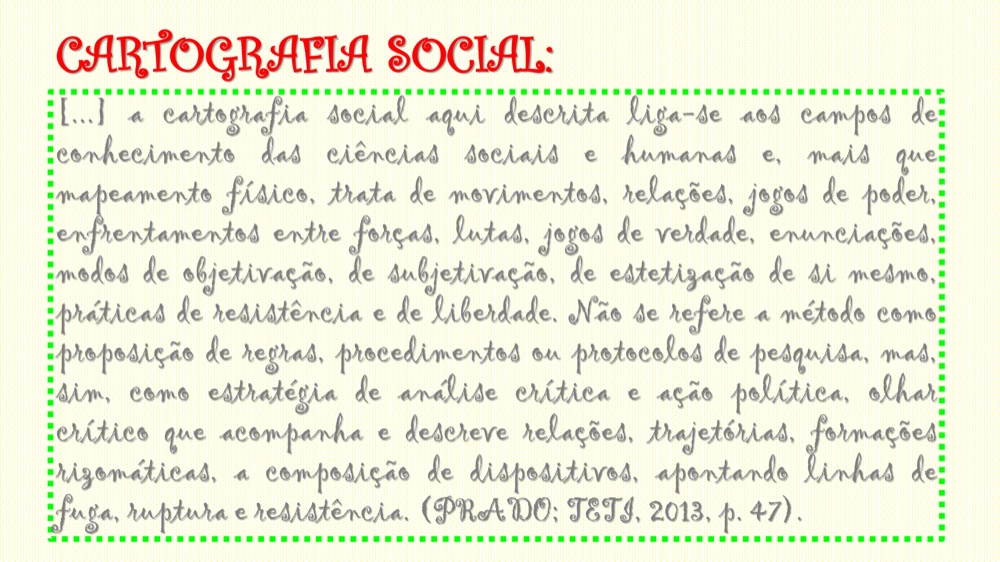 CARTOGRAFIA SOCIAL:
[...] a cartografia social aqui descrita liga-se aos campos de
conhecimento das ciências sociais e humanas e, mais que
mapeamento físico, trata de movimentos, relações, jogos de poder,
enfrentamentos entre forças, lutas, jogos de verdade, enunciações,
modos de objetivação, de subjetivação, de estetização de si mesmo,
práticas de resistência e de liberdade. Não se refere a método como
proposição de regras, procedimentos ou protocolos de pesquisa, mas,
sim, como estratégia de análise crítica e ação política, olhar
crítico que acompanha e descreve relações, trajetórias, formações
rizomáticas, a composição de dispositivos, apontando linhas de
fuga, ruptura e resistência. (PRADO; TETI, 2013, p. 47).